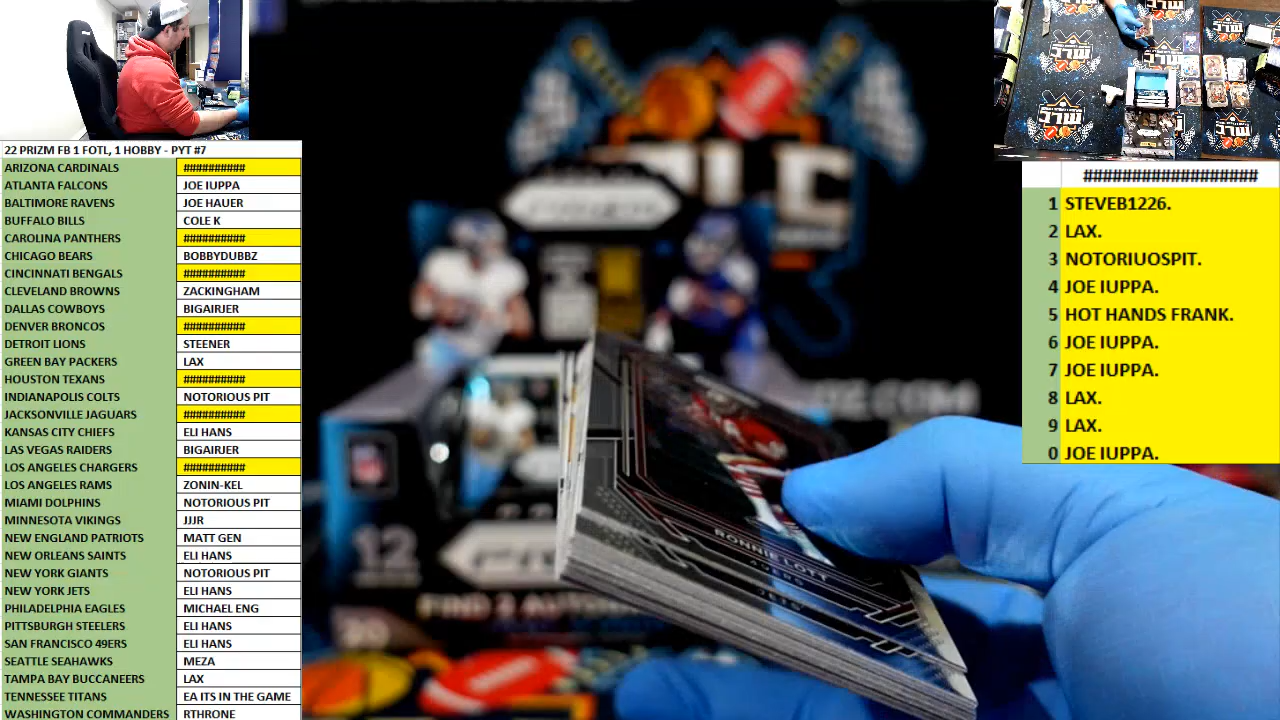 22 PRIZM FB 1 FOTL, 1 HOBBY - PYT #7
ARIZONA CARDINALS ##########
ATLANTA FALCONS JOE IUPPA
BALTIMORE RAVENS JOE HAUER
BUFFALO BILLS COLE K
CAROLINA PANTHERS ##########
CHICAGO BEARS BOBBYDUBBZ
CINCINNATI BENGALS ##########
CLEVELAND BROWNS ZACKINGHAM
DALLAS COWBOYS BIGAIRJER
DENVER BRONCOS ##########
DETROIT LIONS STEENER
GREEN BAY PACKERS LAX
HOUSTON TEXANS ##########
INDIANAPOLIS COLTS NOTORIOUS PIT
JACKSONVILLE JAGUARS ##########
KANSAS CITY CHIEFS ELI HANS
LAS VEGAS RAIDERS BIGAIRJER
LOS ANGELES CHARGERS ##########
LOS ANGELES RAMS ZONIN-KEL
MIAMI DOLPHINS NOTORIOUS PIT
MINNESOTA VIKINGS JJJR
NEW ENGLAND PATRIOTS MATT GEN
NEW ORLEANS SAINTS ELI HANS
NEW YORK GIANTS NOTORIOUS PIT
NEW YORK JETS ELI HANS
PHILADELPHIA EAGLES MICHAEL ENG
PITTSBURGH STEELERS ELI HANS
SAN FRANCISCO 49ERS ELI HANS
SEATTLE SEAHAWKS MEZA
TAMPA BAY BUCCANEERS LAX
TENNESSEE TITANS EA ITS IN THE GAME
WASHINGTON COMMANDERS RTHRONE
##################
1 STEVEB1226.
2 LAX.
3 NOTORIUOSPIT.
4 JOE IUPPA.
5 HOT HANDS FRANK.
6 JOE IUPPA.
7 JOE IUPPA.
8 LAX.
9 LAX.
0 JOE IUPPA.
RONNIE LOTT
49ERS
JETS
12